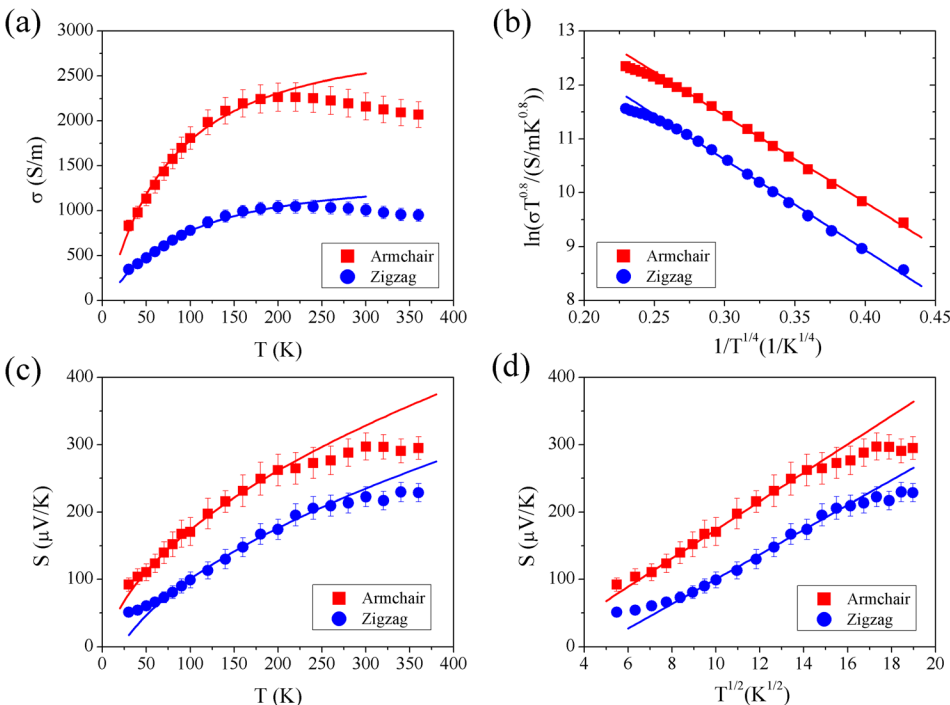 (a)
3000
2500
2000
1500
1000
500
0
σ (S/m)
Armchair
Zigzag
0 50 100 150 200 250 300 350 400
T (K)
(b)
13
12
11
10
9
8
ln(σT^0.8/(S/mK^0.8))
Armchair
Zigzag
0.20 0.25 0.30 0.35 0.40 0.45
1/T^1/4(1/K^1/4)
(c)
400
300
200
100
0
S (μV/K)
Armchair
Zigzag
0 50 100 150 200 250 300 350 400
T (K)
(d)
400
300
200
100
0
S (μV/K)
Armchair
Zigzag
4 6 8 10 12 14 16 18 20
T^1/2(K^1/2)